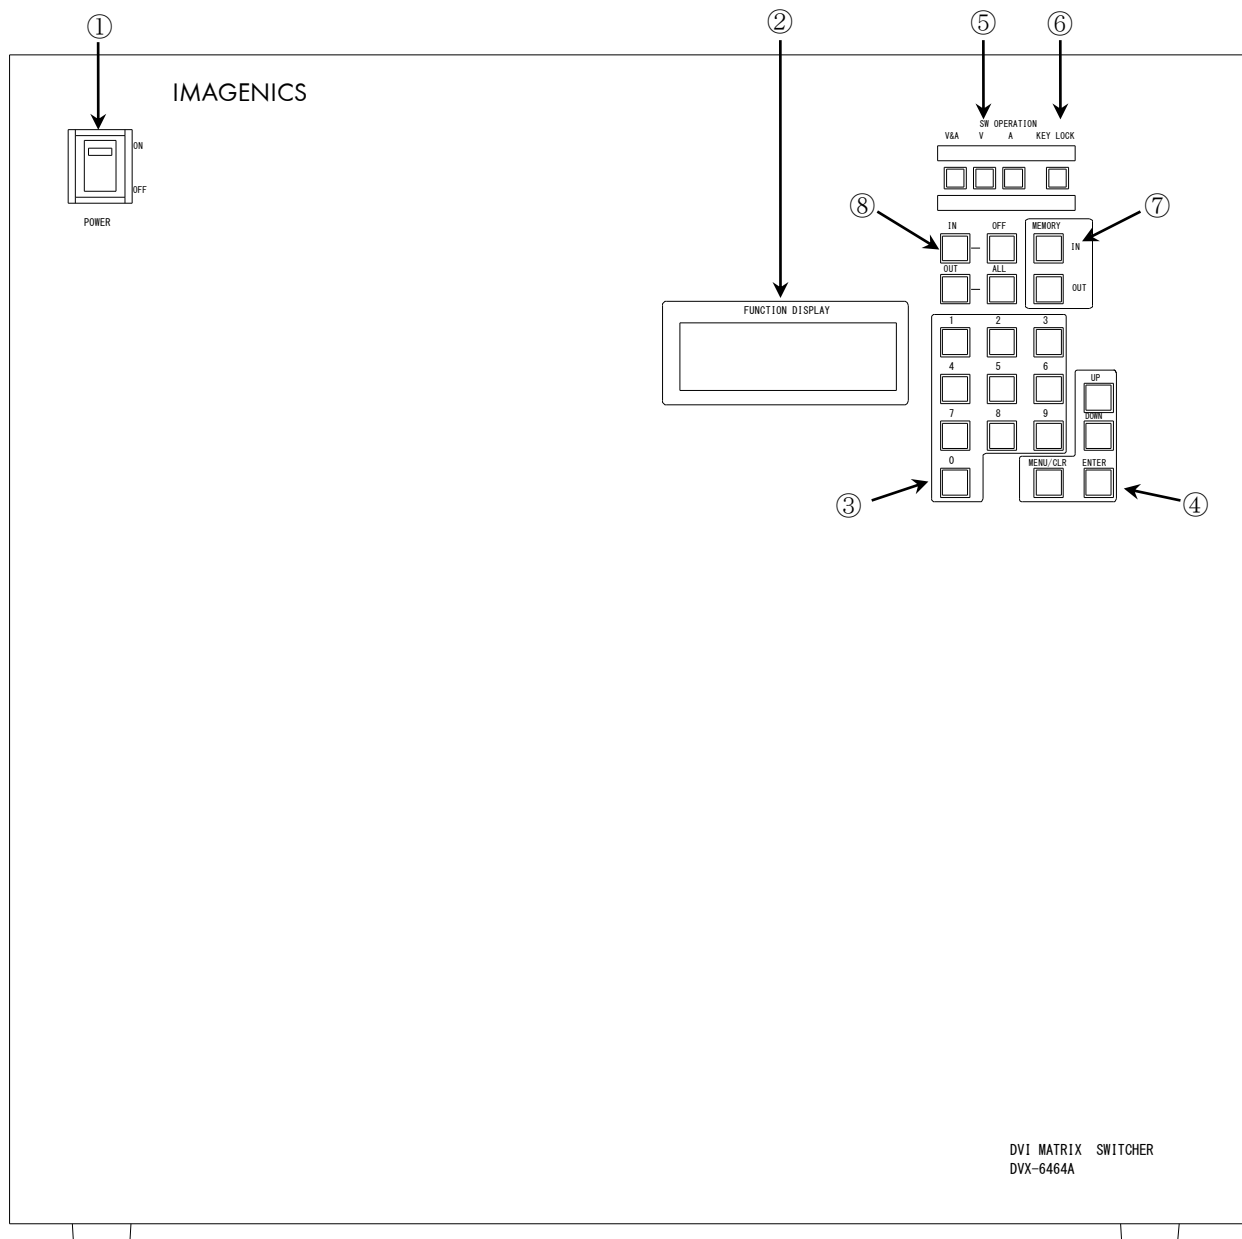 ① ② ⑤ ⑥
IMAGENICS
SW OPERATION
V&A V A KEY LOCK
ON
OFF
POWER
⑧ ⑦
IN OFF MEMORY
IN
OUT ALL
OUT
FUNCTION DISPLAY
1 2 3
4 5 6
UP
7 8 9
DOWN
0 MENU/CLR ENTER
③ ④
DVI MATRIX SWITCHER
DVX-6464A